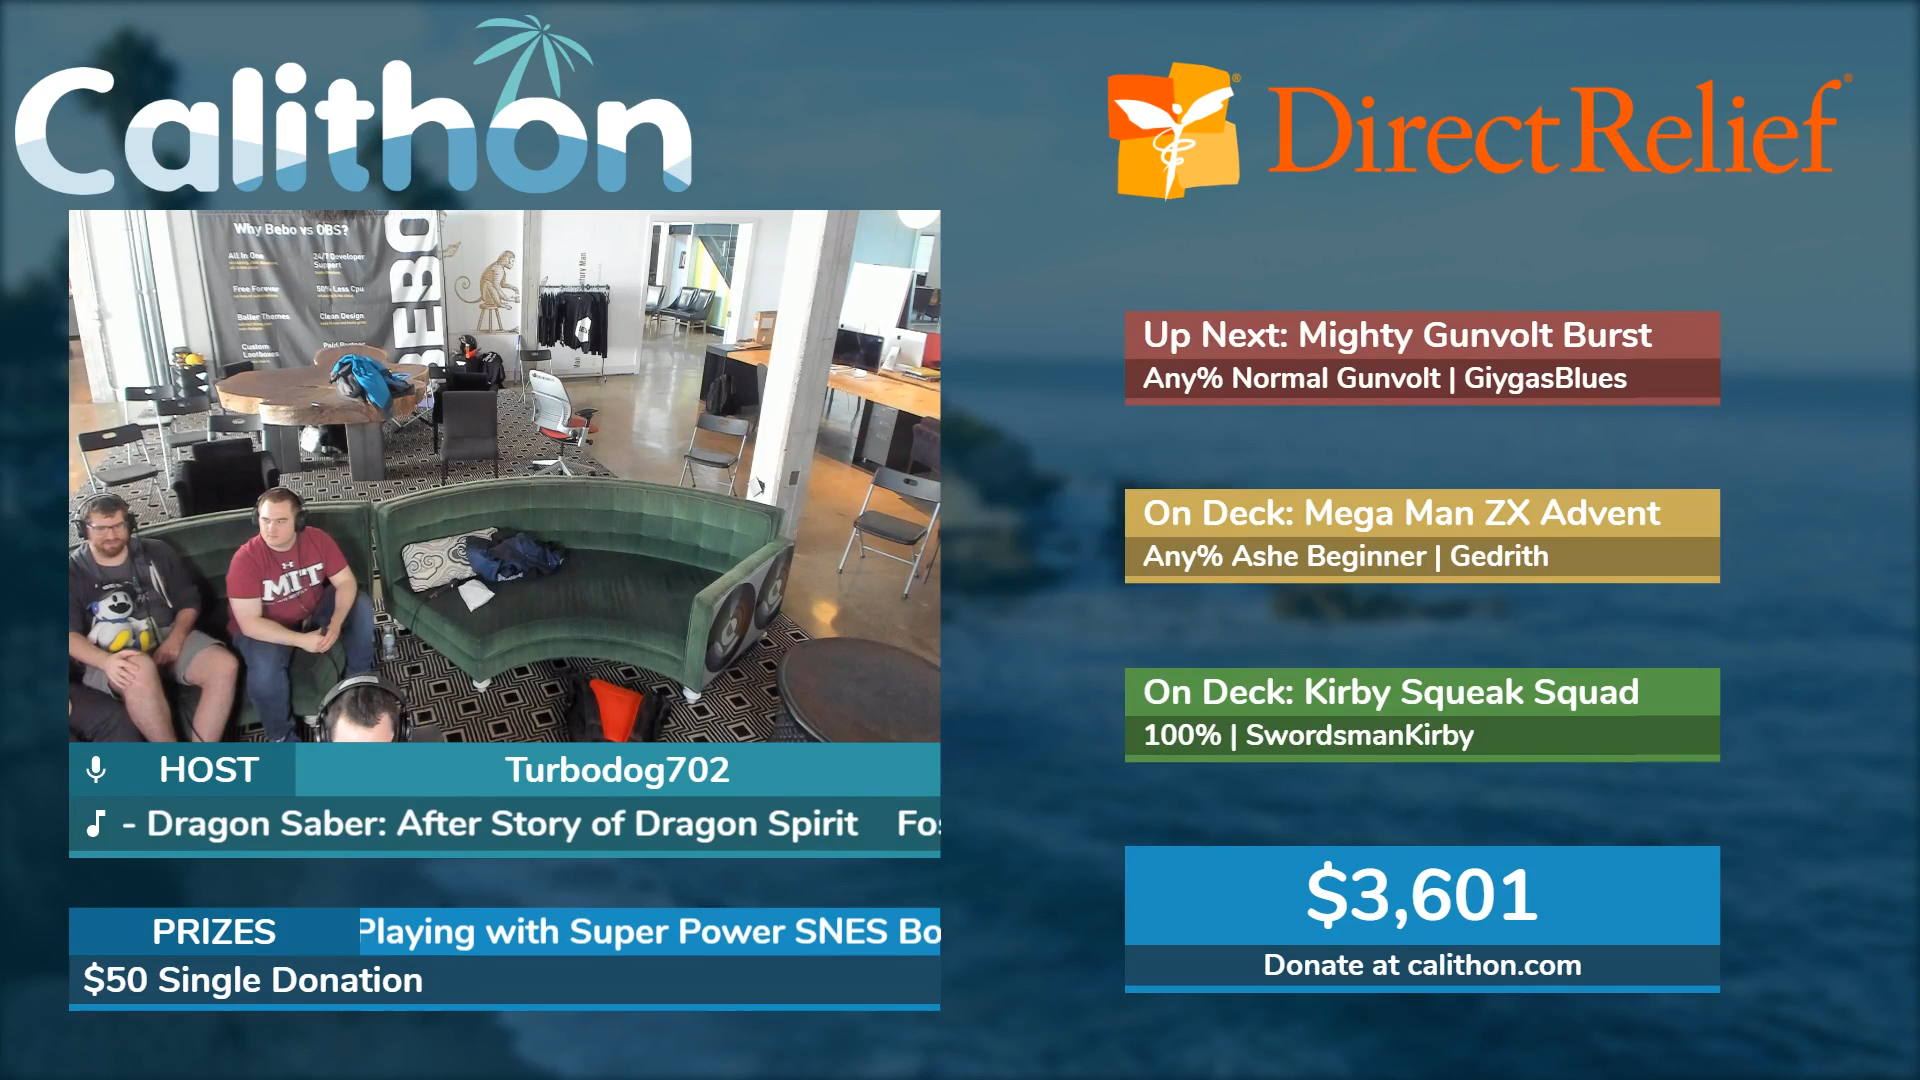 Calithon
DirectRelief
Why Bebo vs OBS?
All In One
24/7 Developer
Support
Free Forever
50% Less Cpu
Baller Themes
Clean Design
Custom
Lootboxes
BEBO
MIT
HOST
Turbodog702
- Dragon Saber: After Story of Dragon Spirit
PRIZES
Playing with Super Power SNES
$50 Single Donation
Up Next: Mighty Gunvolt Burst
Any% Normal Gunvolt | GiygasBlues
On Deck: Mega Man ZX Advent
Any% Ashe Beginner | Gedrith
On Deck: Kirby Squeak Squad
100% | SwordsmanKirby
$3,601
Donate at calithon.com